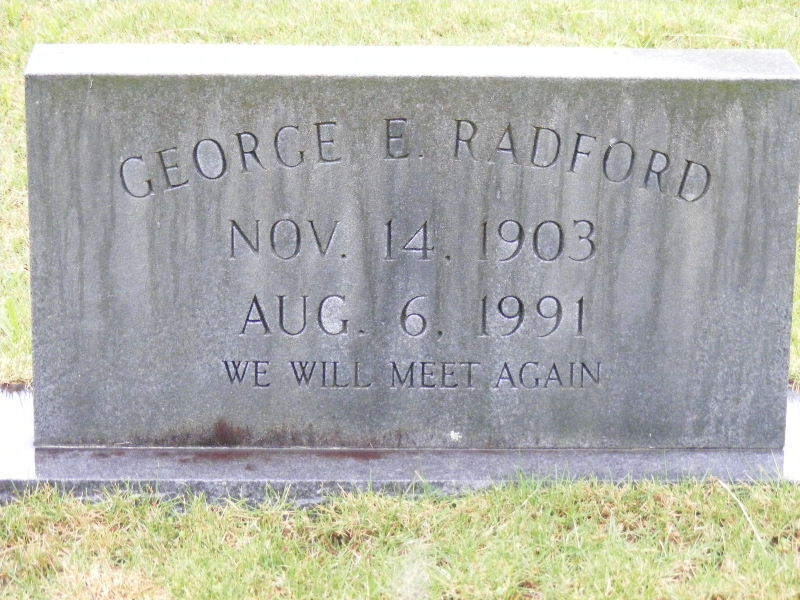 GEORGE E. RADFORD
NOV. 14, 1903
AUG. 6, 1991
WE WILL MEET AGAIN